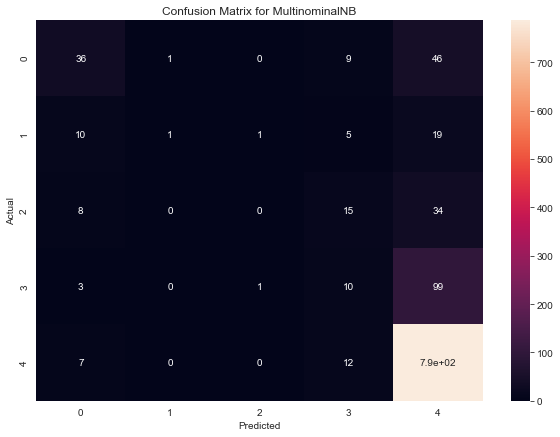 Confusion Matrix for MultinominalNB
0 36 1 0 9 46
1 10 1 1 5 19
2 8 0 0 15 34
3 3 0 1 10 99
4 7 0 0 12 7.9e+02
0 1 2 3 4
Actual
Predicted
700
600
500
400
300
200
100
0